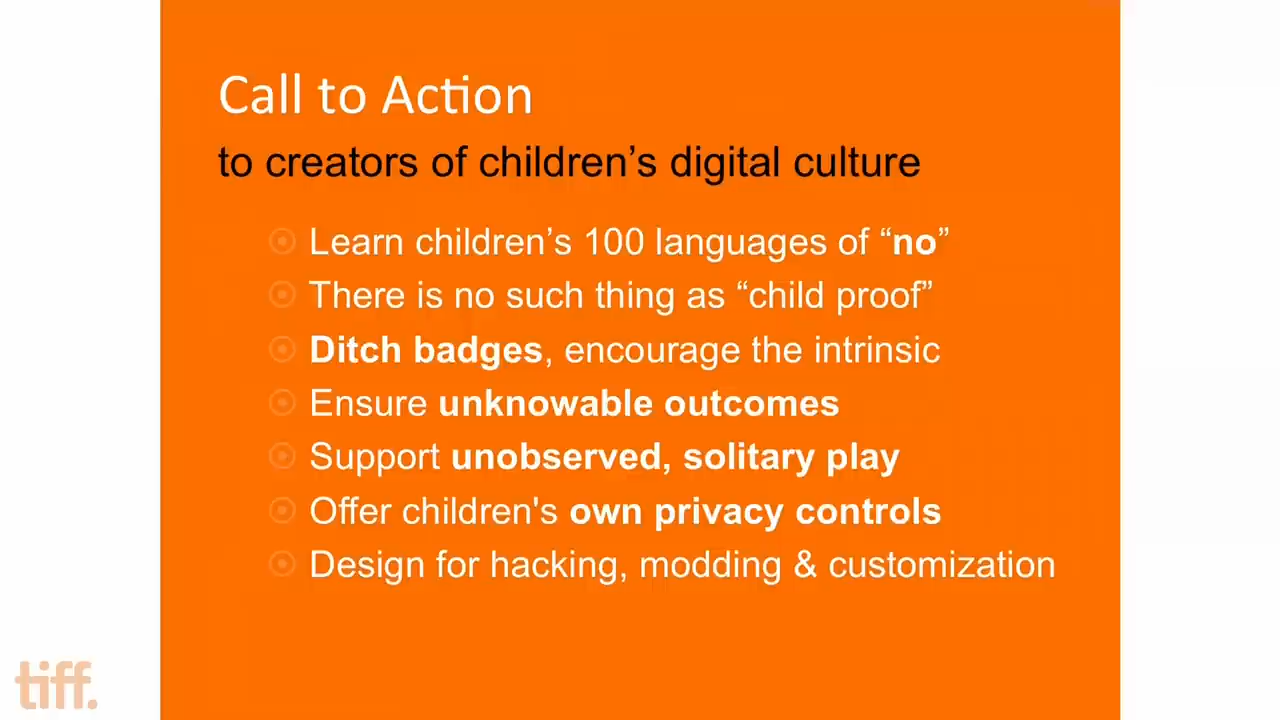 Call to Action
to creators of children’s digital culture
Learn children’s 100 languages of “no”
There is no such thing as “child proof”
Ditch badges, encourage the intrinsic
Ensure unknowable outcomes
Support unobserved, solitary play
Offer children's own privacy controls
Design for hacking, modding & customization
tiff.